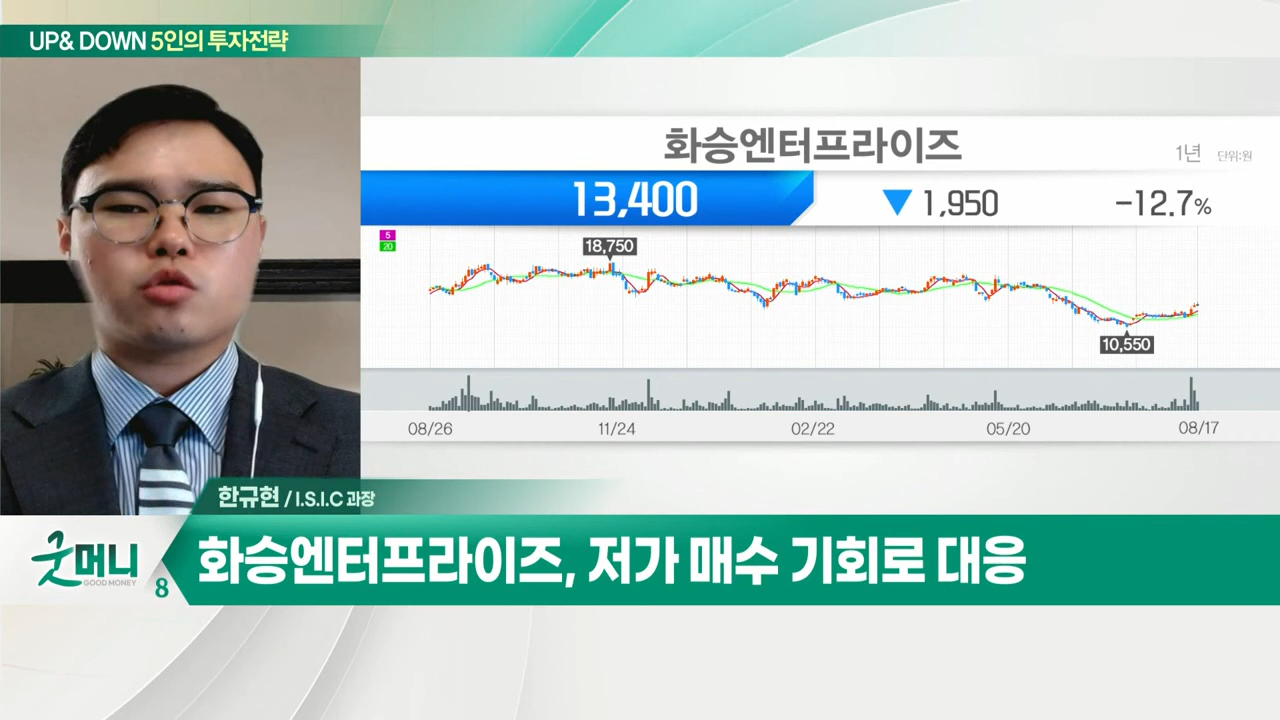 UP& DOWN 5인의 투자전략
화승엔터프라이즈
1년 단위:원
13,400 ▼ 1,950 -12.7%
5
20
18,750
10,550
08/26 11/24 02/22 05/20 08/17
한규현 / I.S.I.C 과장
굿머니
GOOD MONEY
8
화승엔터프라이즈, 저가 매수 기회로 대응